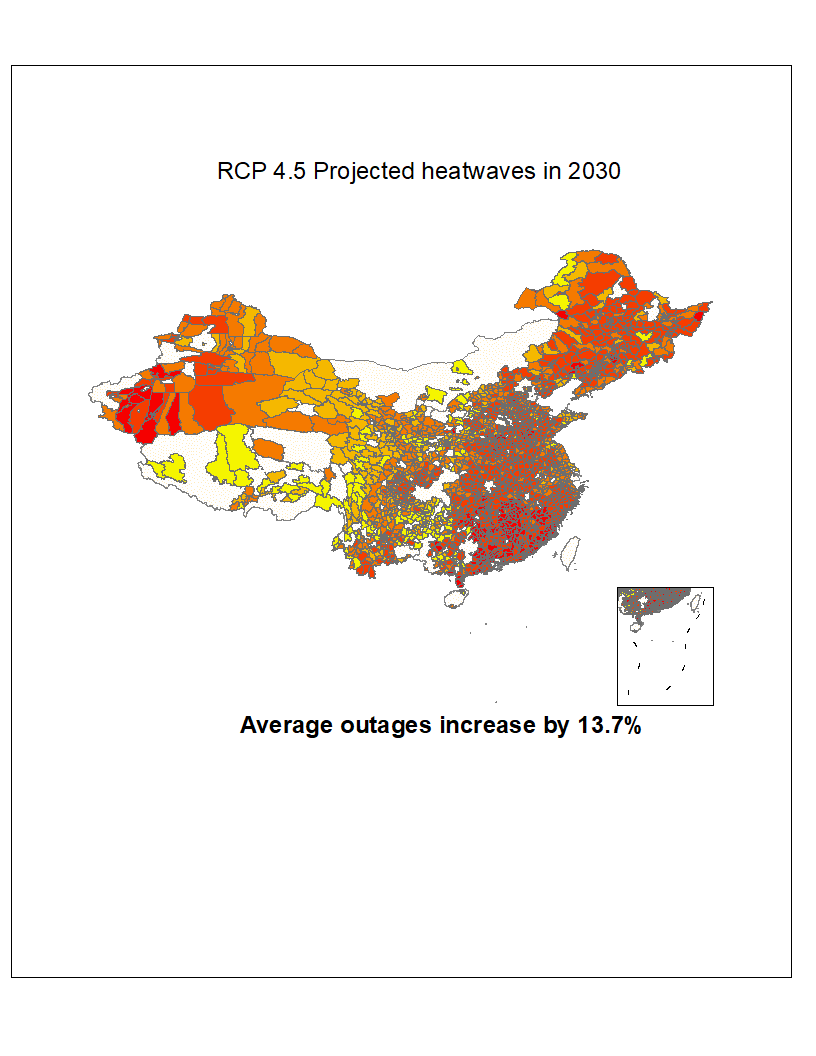 RCP 4.5 Projected heatwaves in 2030
Average outages increase by 13.7%